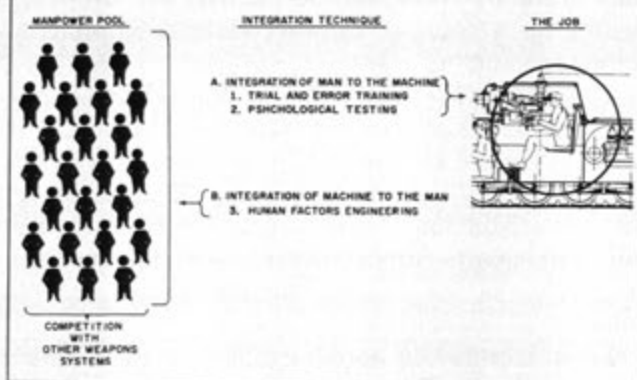 MANPOWER POOL
INTEGRATION TECHNIQUE
THE JOB
A. INTEGRATION OF MAN TO THE MACHINE
1. TRIAL AND ERROR TRAINING
2. PSHCHOLOGICAL TESTING
B. INTEGRATION OF MACHINE TO THE MAN
3. HUMAN FACTORS ENGINEERING
COMPETITION
WITH
OTHER WEAPONS
SYSTEMS